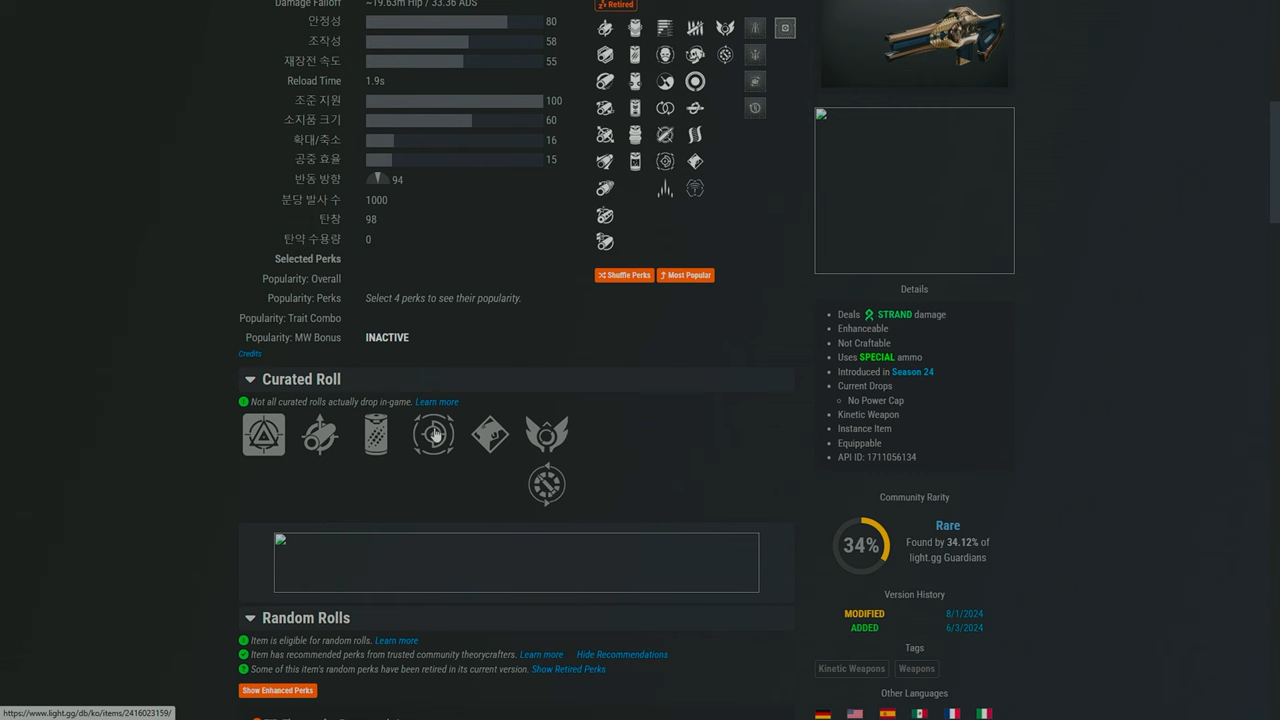 Damage Falloff ~19.63m Hip / 33.36 ADS
안정성 80
조작성 58
재장전 속도 55
Reload Time 1.9s
조준 지원 100
소지품 크기 60
확대/축소 16
공중 효율 15
반동 방향 94
분당 발사 수 1000
탄창 98
탄약 수용량 0
Selected Perks
Popularity: Overall
Popularity: Perks Select 4 perks to see their popularity.
Popularity: Trait Combo
Popularity: MW Bonus INACTIVE
Credits
Retired
Shuffle Perks Most Popular
Curated Roll
Not all curated rolls actually drop in-game. Learn more
Random Rolls
Item is eligible for random rolls. Learn more
Item has recommended perks from trusted community theorycrafters. Learn more Hide Recommendations
Some of this item's random perks have been retired in its current version. Show Retired Perks
Show Enhanced Perks
Details
Deals STRAND damage
Enhanceable
Not Craftable
Uses SPECIAL ammo
Introduced in Season 24
Current Drops
No Power Cap
Kinetic Weapon
Instance Item
Equippable
API ID: 1711056134
Community Rarity
34%
Rare
Found by 34.12% of
light.gg Guardians
Version History
MODIFIED 8/1/2024
ADDED 6/3/2024
Tags
Kinetic Weapons Weapons
Other Languages
https://www.light.gg/db/ko/items/2416023159/